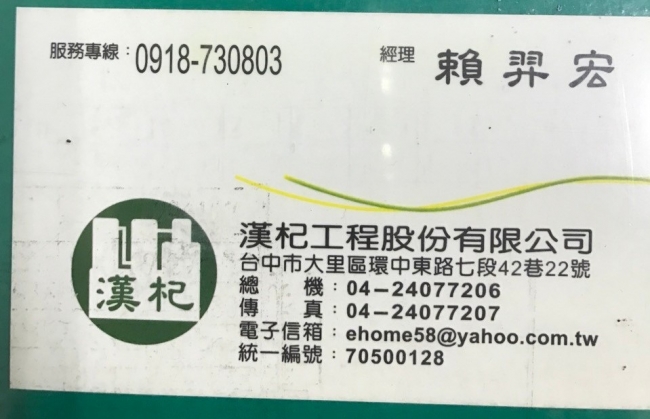 服務專線：0918-730803
經理 賴羿宏
漢杞
漢杞工程股份有限公司
台中市大里區環中東路七段42巷22號
總機：04-24077206
傳真：04-24077207
電子信箱：ehome58@yahoo.com.tw
統一編號：70500128